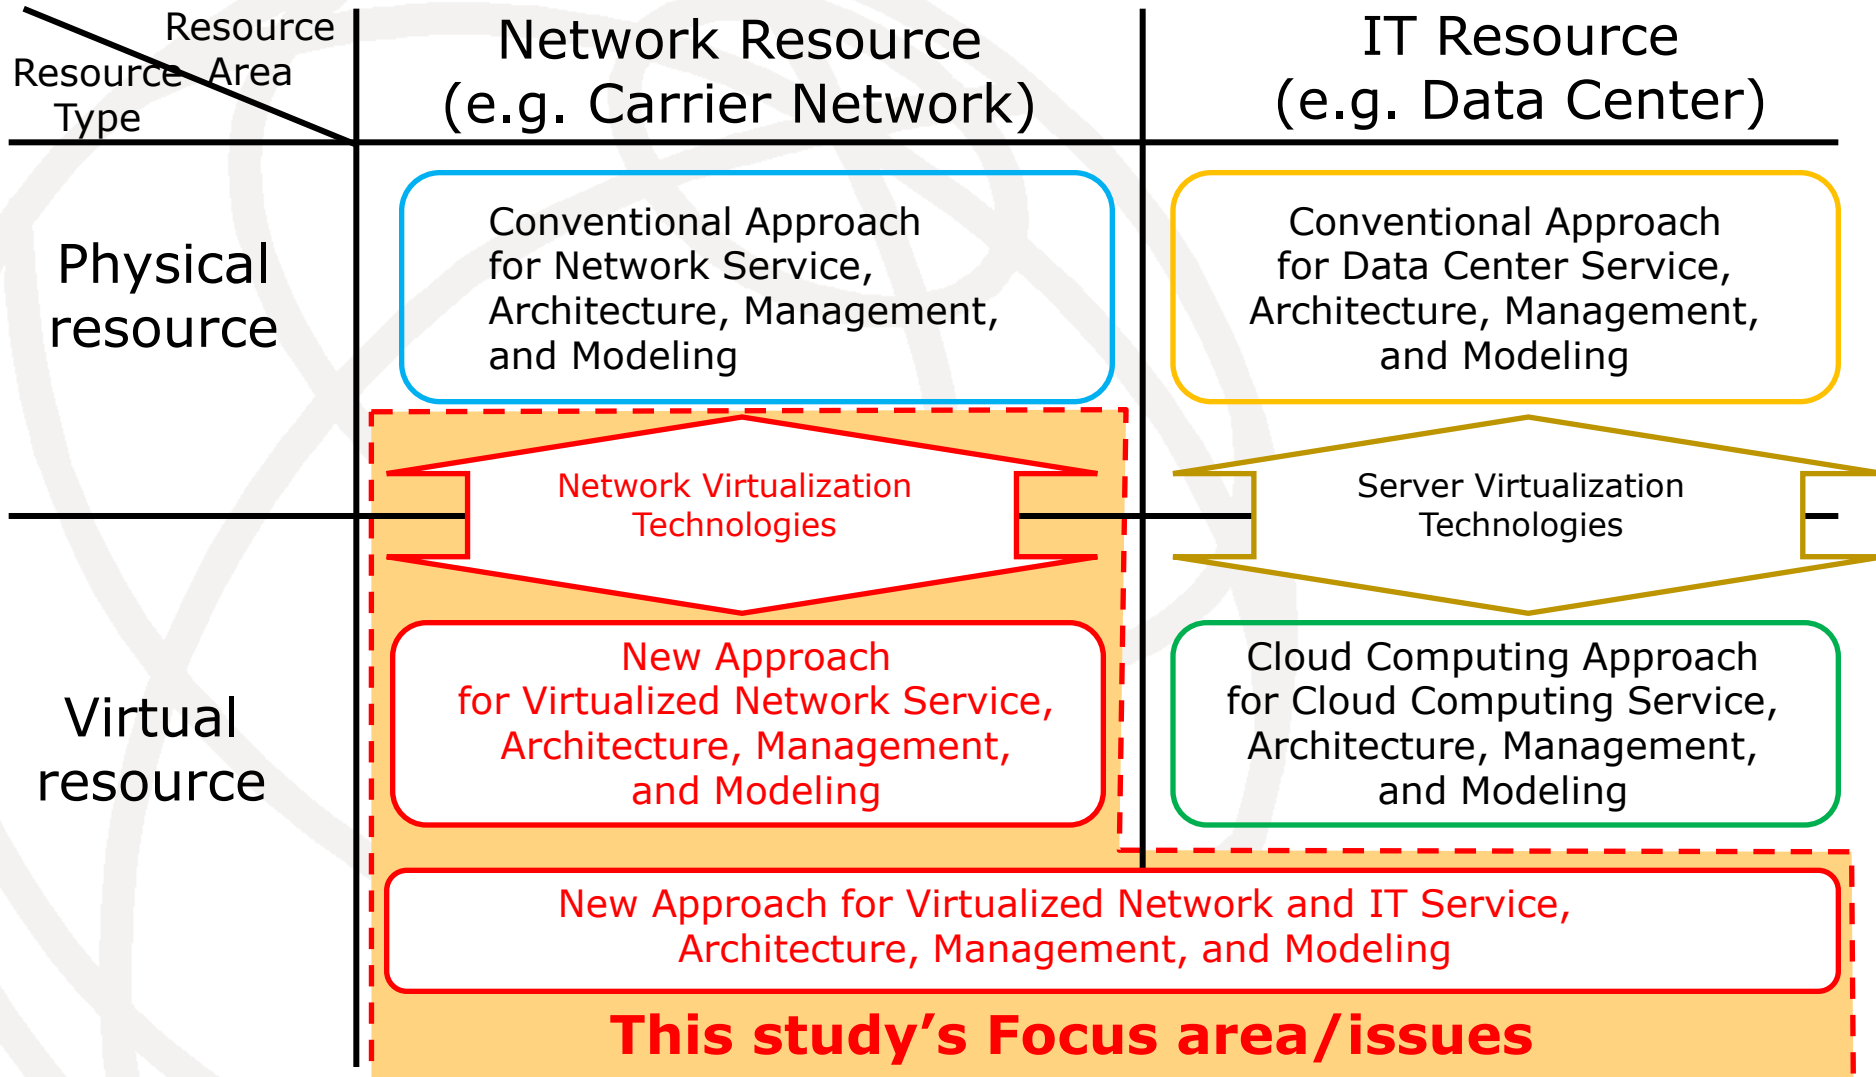 Resource
Area
Resource
Type
Network Resource
(e.g. Carrier Network)
IT Resource
(e.g. Data Center)
Physical
resource
Conventional Approach
for Network Service,
Architecture, Management,
and Modeling
Conventional Approach
for Data Center Service,
Architecture, Management,
and Modeling
Network Virtualization
Technologies
Server Virtualization
Technologies
Virtual
resource
New Approach
for Virtualized Network Service,
Architecture, Management,
and Modeling
Cloud Computing Approach
for Cloud Computing Service,
Architecture, Management,
and Modeling
New Approach for Virtualized Network and IT Service,
Architecture, Management, and Modeling
This study’s Focus area/issues